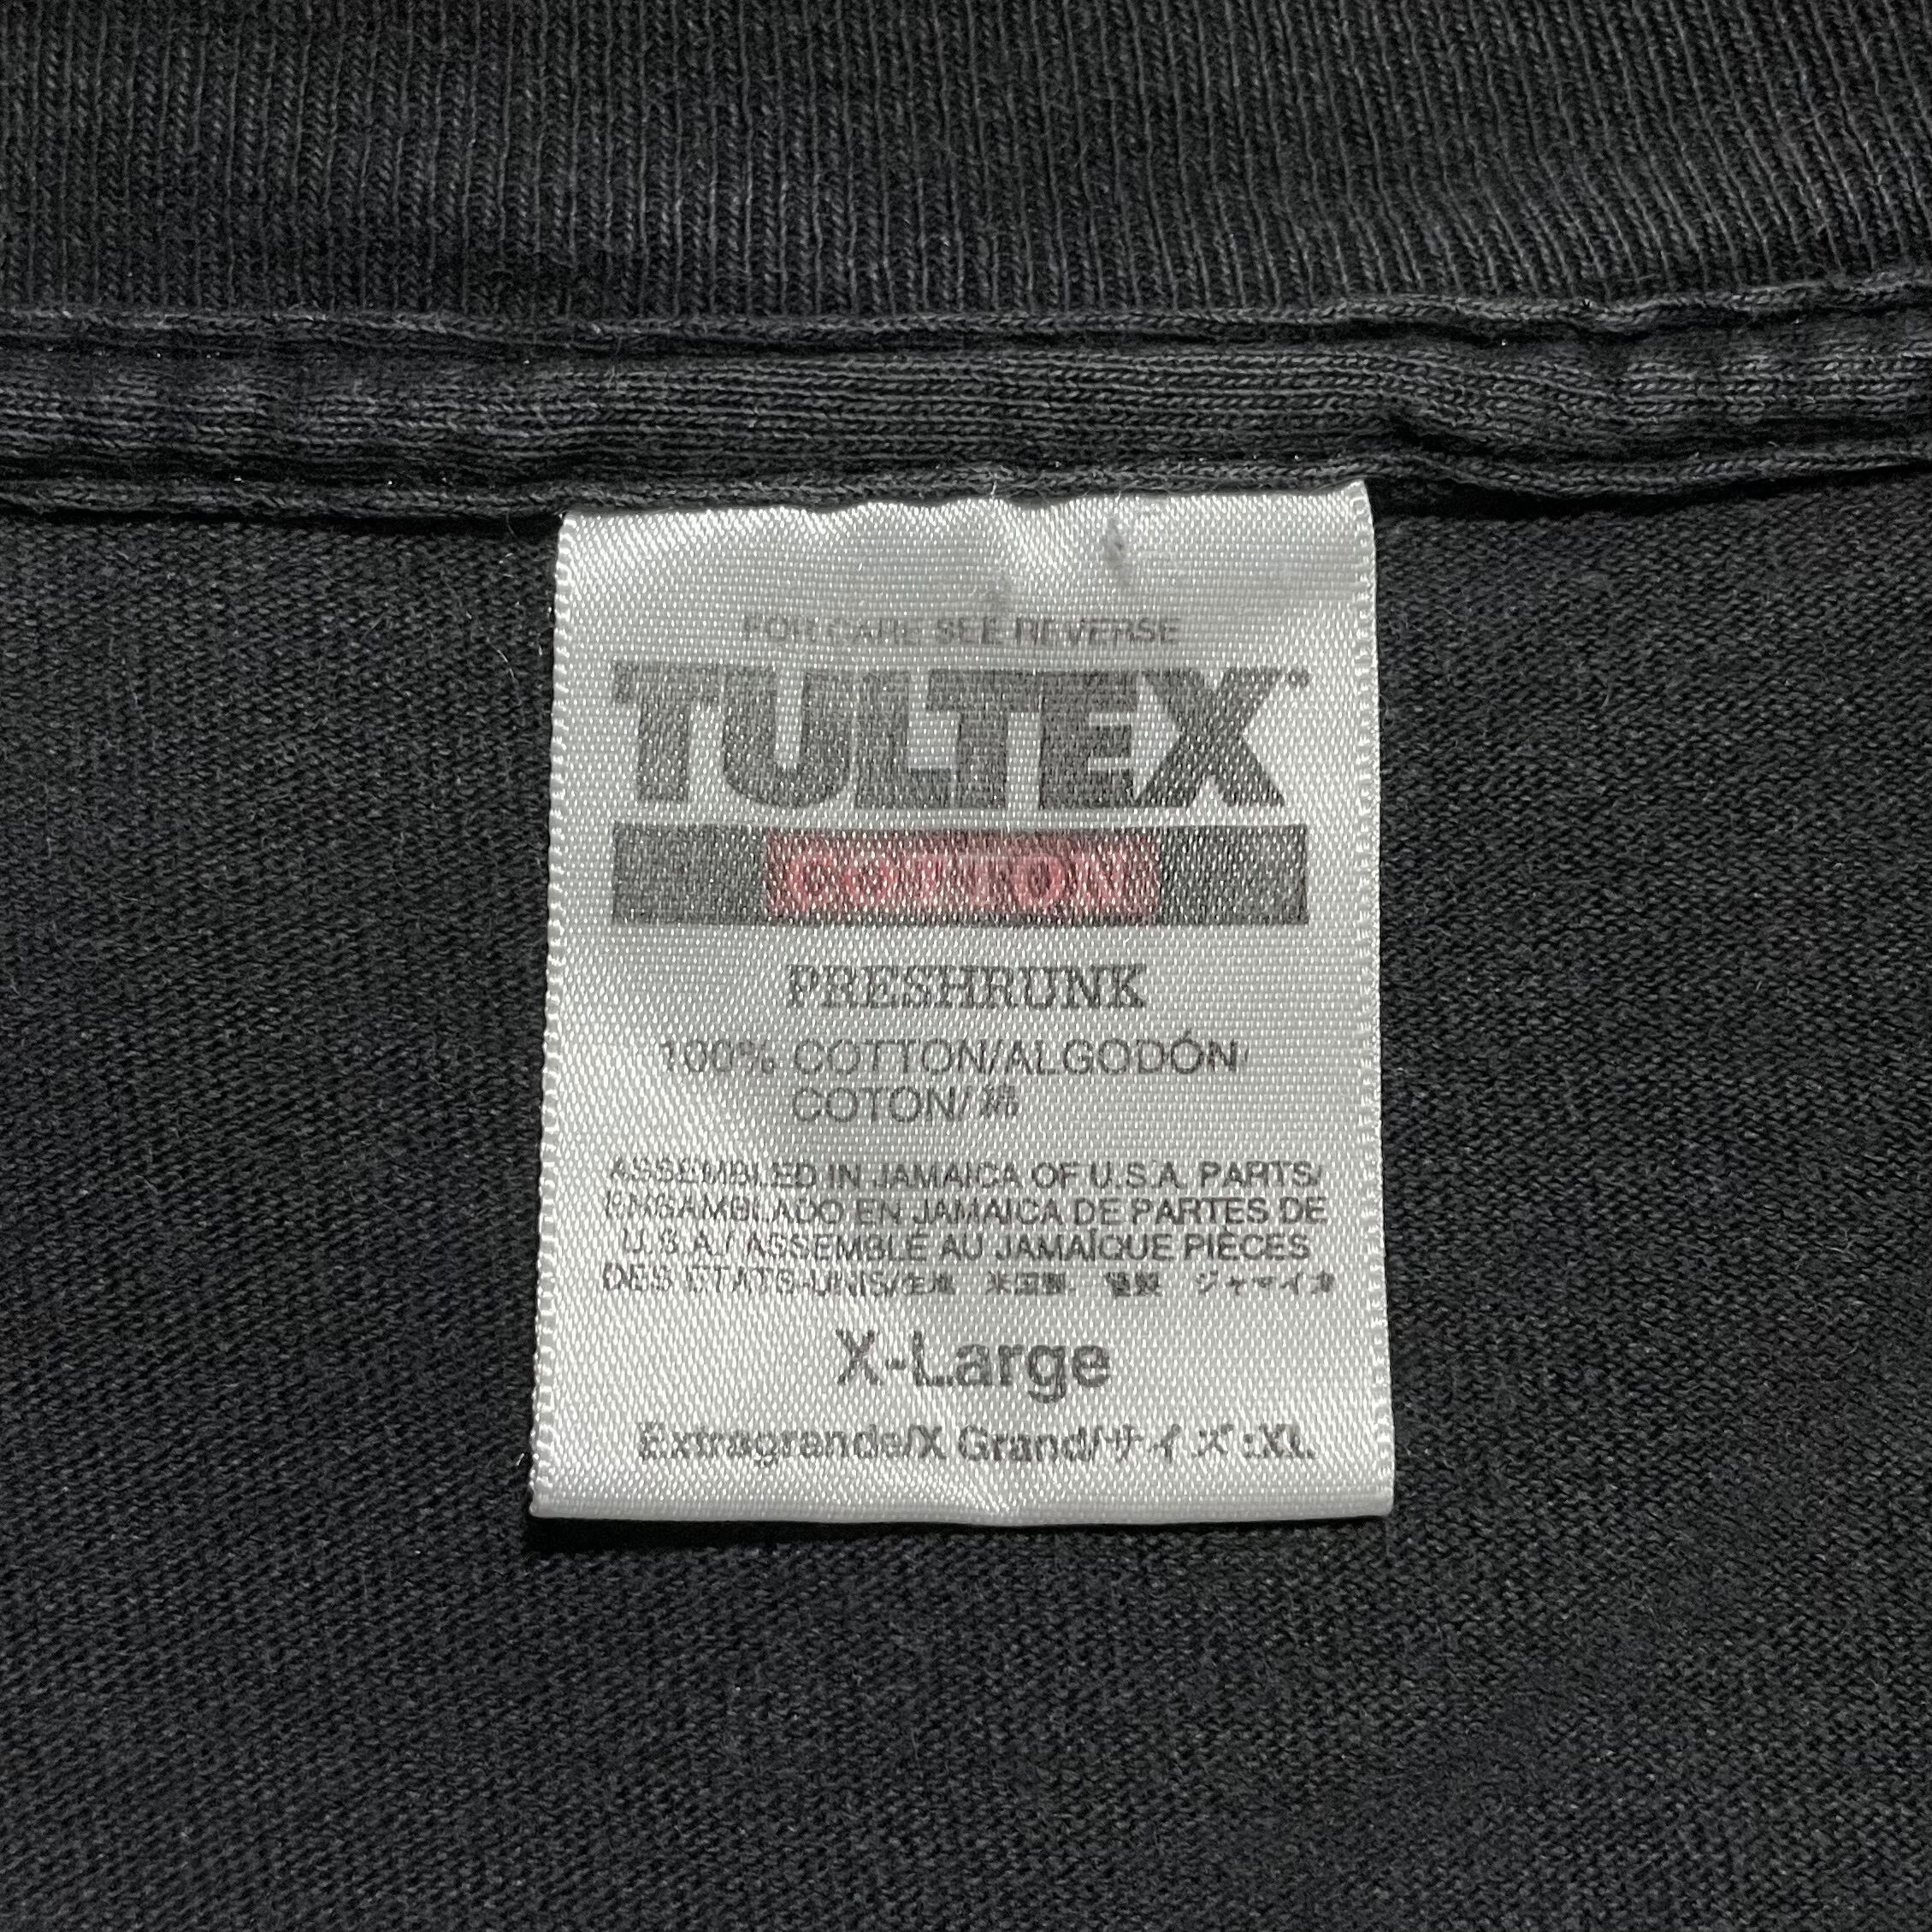 FOR CARE SEE REVERSE
TULTEX
COTTON
PRESHRUNK
100% COTTON/ALGODÓN/
COTON/綿
ASSEMBLED IN JAMAICA OF U.S.A. PARTS/
ENSAMBLADO EN JAMAICA DE PARTES DE
U.S.A./ ASSEMBLÉ AU JAMAÏQUE PIÈCES
DES ÉTATS-UNIS/生産 米国製 縫製 ジャマイカ
X-Large
Extragrande/X Grand/サイズ:XL